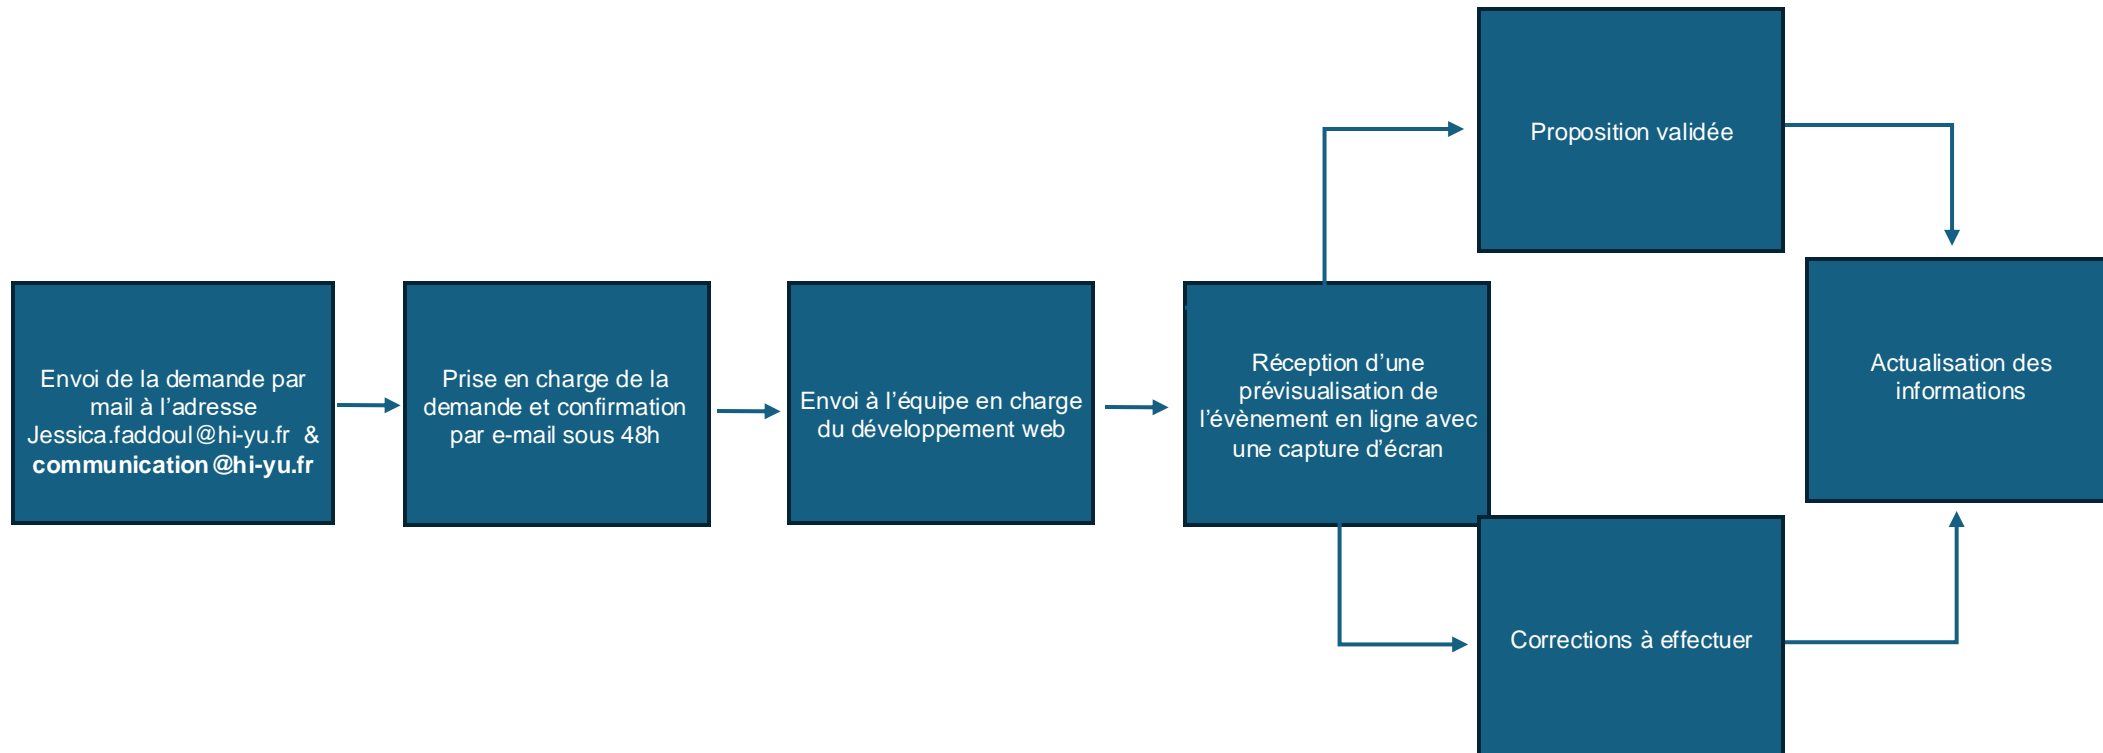 Envoi de la demande par
mail à l’adresse
Jessica.faddoul@hi-yu.fr &
communication@hi-yu.fr
Prise en charge de la
demande et confirmation
par e-mail sous 48h
Envoi à l’équipe en charge
du développement web
Réception d’une
prévisualisation de
l’évènement en ligne avec
une capture d’écran
Proposition validée
Corrections à effectuer
Actualisation des
informations